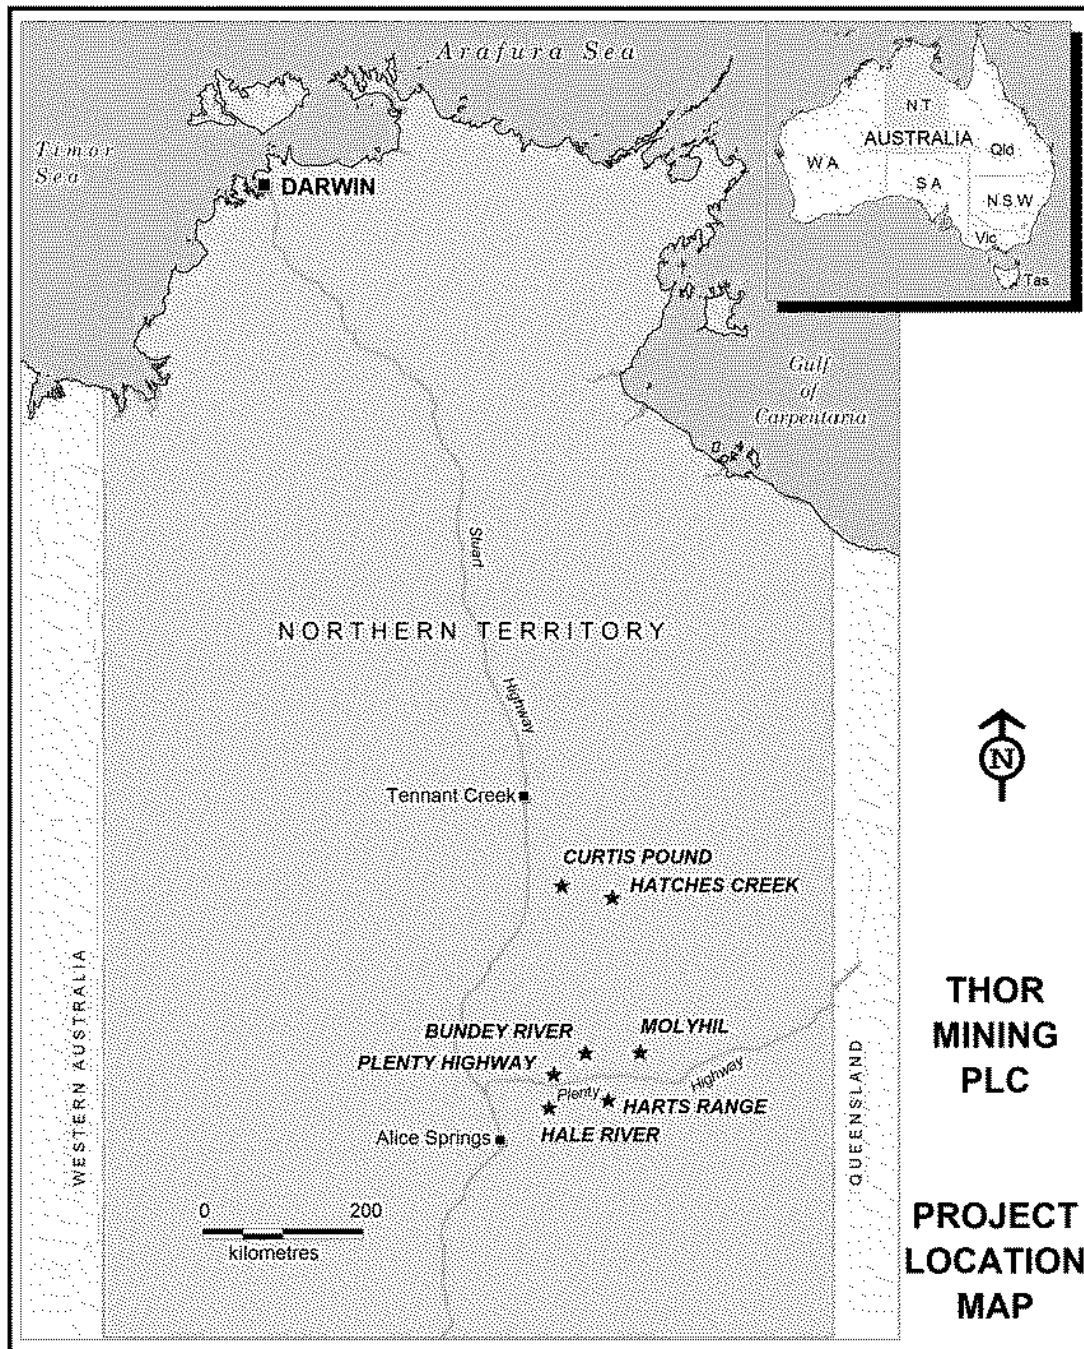 Arafura Sea
Timor
Sea
DARWIN
N T
AUSTRALIA
W A
Qld
S A
N S W
Vic
Tas
Gulf
of
Carpentaria
Stuart
NORTHERN TERRITORY
Highway
N
Tennant Creek
CURTIS POUND
HATCHES CREEK
WESTERN AUSTRALIA
BUNDEY RIVER
MOLYHIL
PLENTY HIGHWAY
Plenty
Highway
HARTS RANGE
HALE RIVER
Alice Springs
QUEENSLAND
0 200
kilometres
THOR
MINING
PLC
PROJECT
LOCATION
MAP